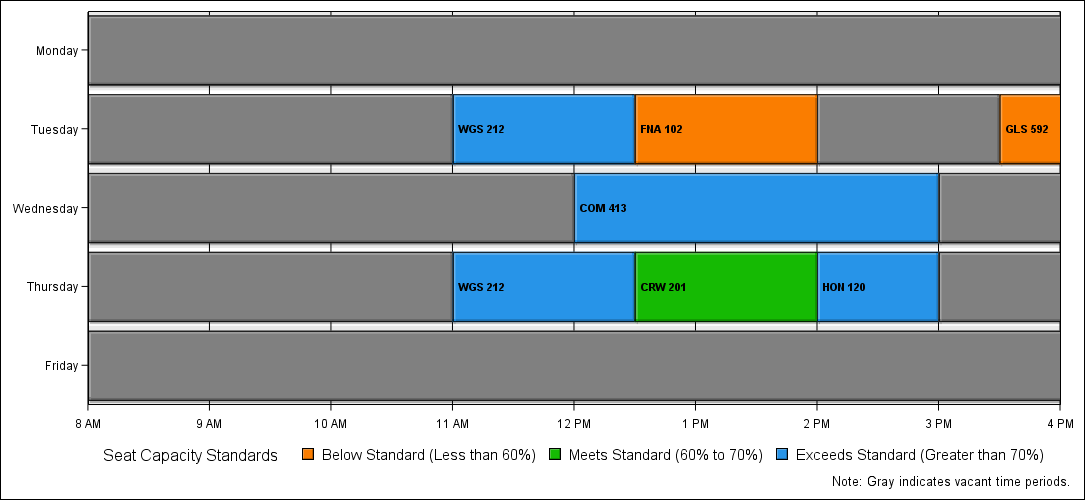 Monday
Tuesday
WGS 212
FNA 102
GLS 592
Wednesday
COM 413
Thursday
WGS 212
CRW 201
HON 120
Friday
8 AM 9 AM 10 AM 11 AM 12 PM 1 PM 2 PM 3 PM 4 PM
Seat Capacity Standards Below Standard (Less than 60%) Meets Standard (60% to 70%) Exceeds Standard (Greater than 70%)
Note: Gray indicates vacant time periods.